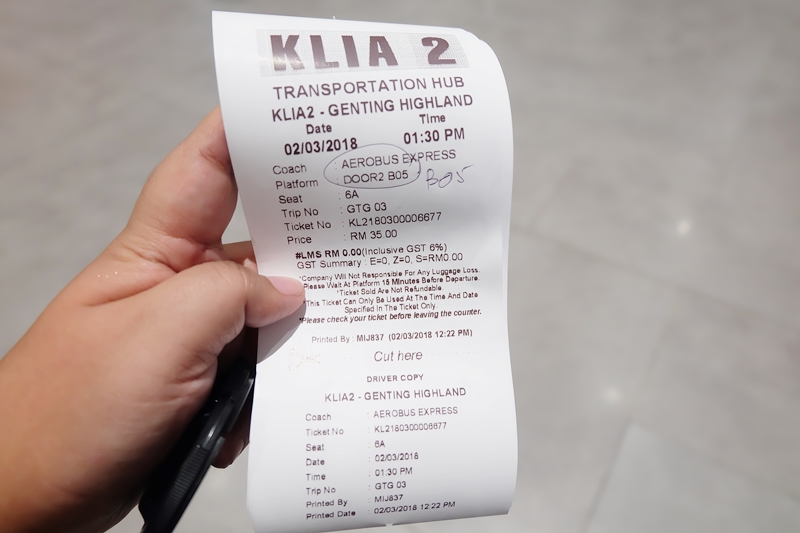 KLIA 2
TRANSPORTATION HUB
KLIA2 - GENTING HIGHLAND
Date Time
02/03/2018 01:30 PM
Coach : AEROBUS EXPRESS
Platform : DOOR2 B05 B05
Seat : 6A
Trip No : GTG 03
Ticket No : KL2180300006677
Price : RM 35.00
#LMS RM 0.00(Inclusive GST 6%)
GST Summary : E=0, Z=0, S=RM0.00
*Company Will Not Responsible For Any Luggage Loss.
*Please Wait At Platform 15 Minutes Before Departure.
*Ticket Sold Are Not Refundable.
*This Ticket Can Only Be Used At The Time And Date
Specified In The Ticket Only.
*Please check your ticket before leaving the counter.
Printed By : MIJ837 (02/03/2018 12:22 PM)
Cut here
DRIVER COPY
KLIA2 - GENTING HIGHLAND
Coach : AEROBUS EXPRESS
Ticket No : KL2180300006677
Seat : 6A
Date : 02/03/2018
Time : 01:30 PM
Trip No : GTG 03
Printed By : MIJ837
Printed Date : 02/03/2018 12:22 PM